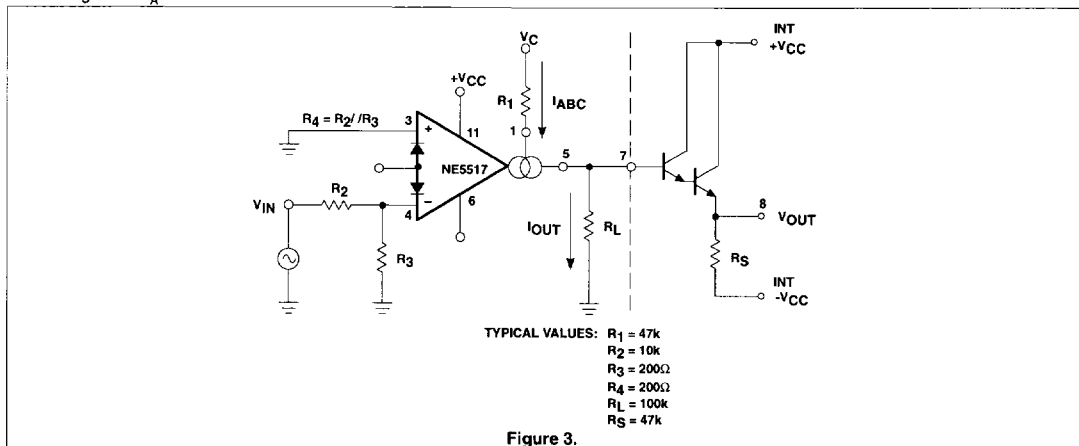 A
INT
+VCC
VC
+VCC
R1
IABC
R4 = R2//R3
3
+
11
1
5
7
NE5517
VIN
R2
4
–
6
8
VOUT
IOUT
RL
R3
RS
INT
-VCC
TYPICAL VALUES: R1 = 47k
R2 = 10k
R3 = 200Ω
R4 = 200Ω
RL = 100k
RS = 47k
Figure 3.